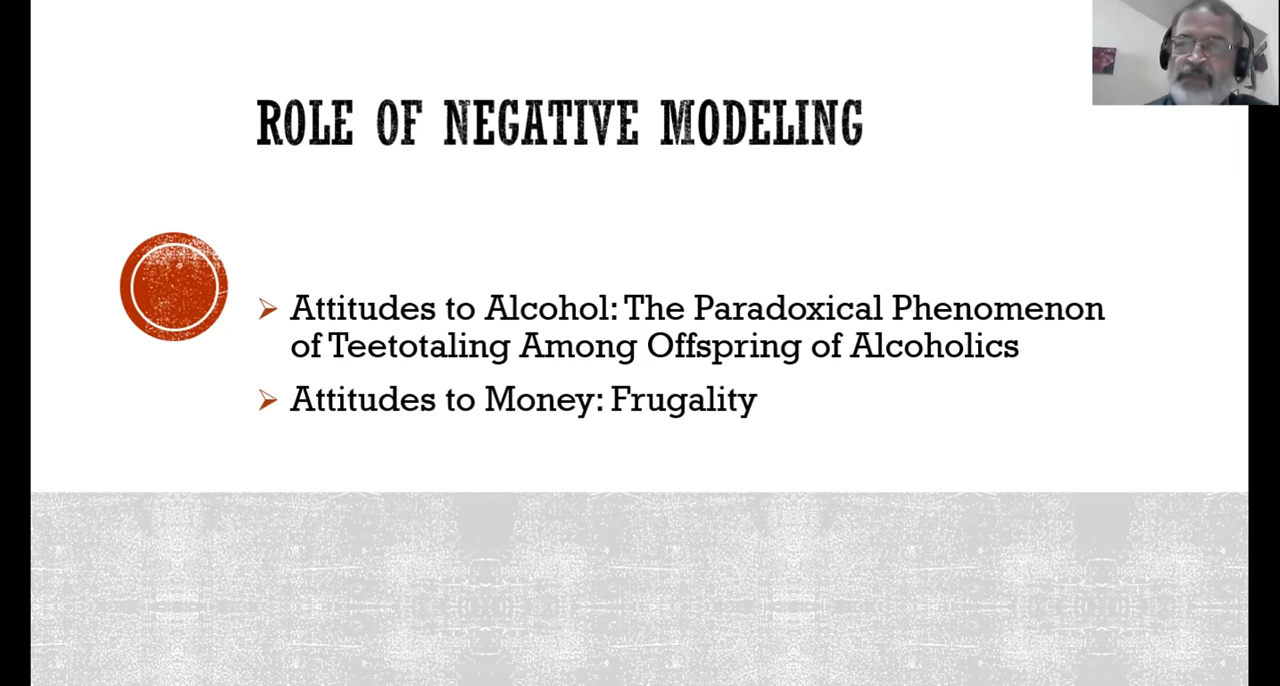 ROLE OF NEGATIVE MODELING
Attitudes to Alcohol: The Paradoxical Phenomenon
of Teetotaling Among Offspring of Alcoholics
Attitudes to Money: Frugality